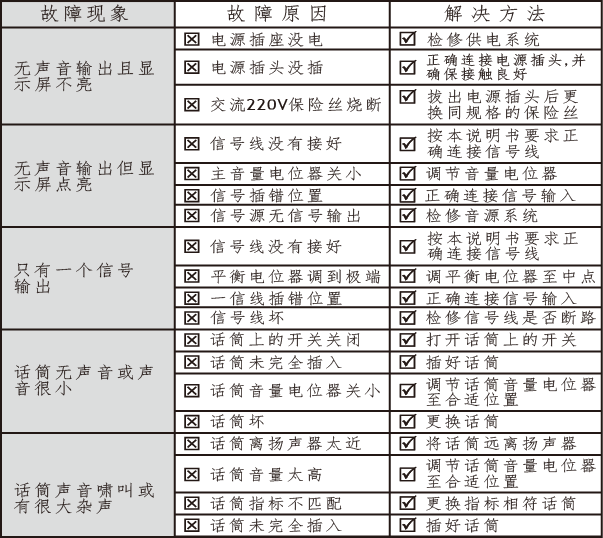 故障现象 故障原因 解决方法
无声音输出且显
示屏不亮
电源插座没电 检修供电系统
电源插头没插 正确连接电源插头,并
确保接触良好
交流220V保险丝烧断 拔出电源插头后更
换同规格的保险丝
无声音输出但显
示屏点亮
信号线没有接好 按本说明书要求正
确连接信号线
主音量电位器关小 调节音量电位器
信号插错位置 正确连接信号输入
信号源无信号输出 检修音源系统
只有一个信号
输出
信号线没有接好 按本说明书要求正
确连接信号线
平衡电位器调到极端 调平衡电位器至中点
一信线插错位置 正确连接信号输入
信号线坏 检修信号线是否断路
话筒无声音或声
音很小
话筒上的开关关闭 打开话筒上的开关
话筒未完全插入 插好话筒
话筒音量电位器关小 调节话筒音量电位器
至合适位置
话筒坏 更换话筒
话筒声音啸叫或
有很大杂声
话筒离扬声器太近 将话筒远离扬声器
话筒音量太高 调节话筒音量电位器
至合适位置
话筒指标不匹配 更换指标相符话筒
话筒未完全插入 插好话筒